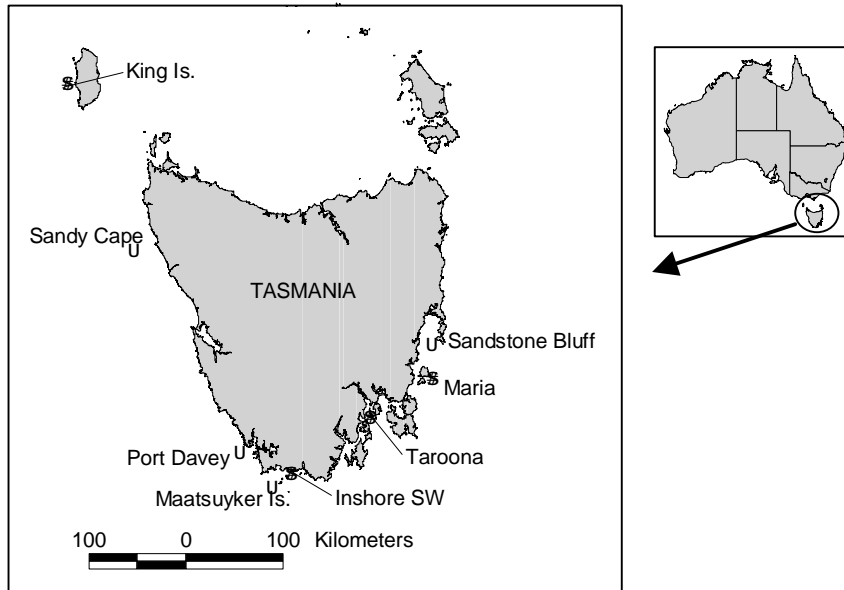 King Is.
Sandy Cape
U
TASMANIA
U Sandstone Bluff
Maria
Port Davey U
Taroona
U
Maatsuyker Is.
Inshore SW
100 0 100 Kilometers